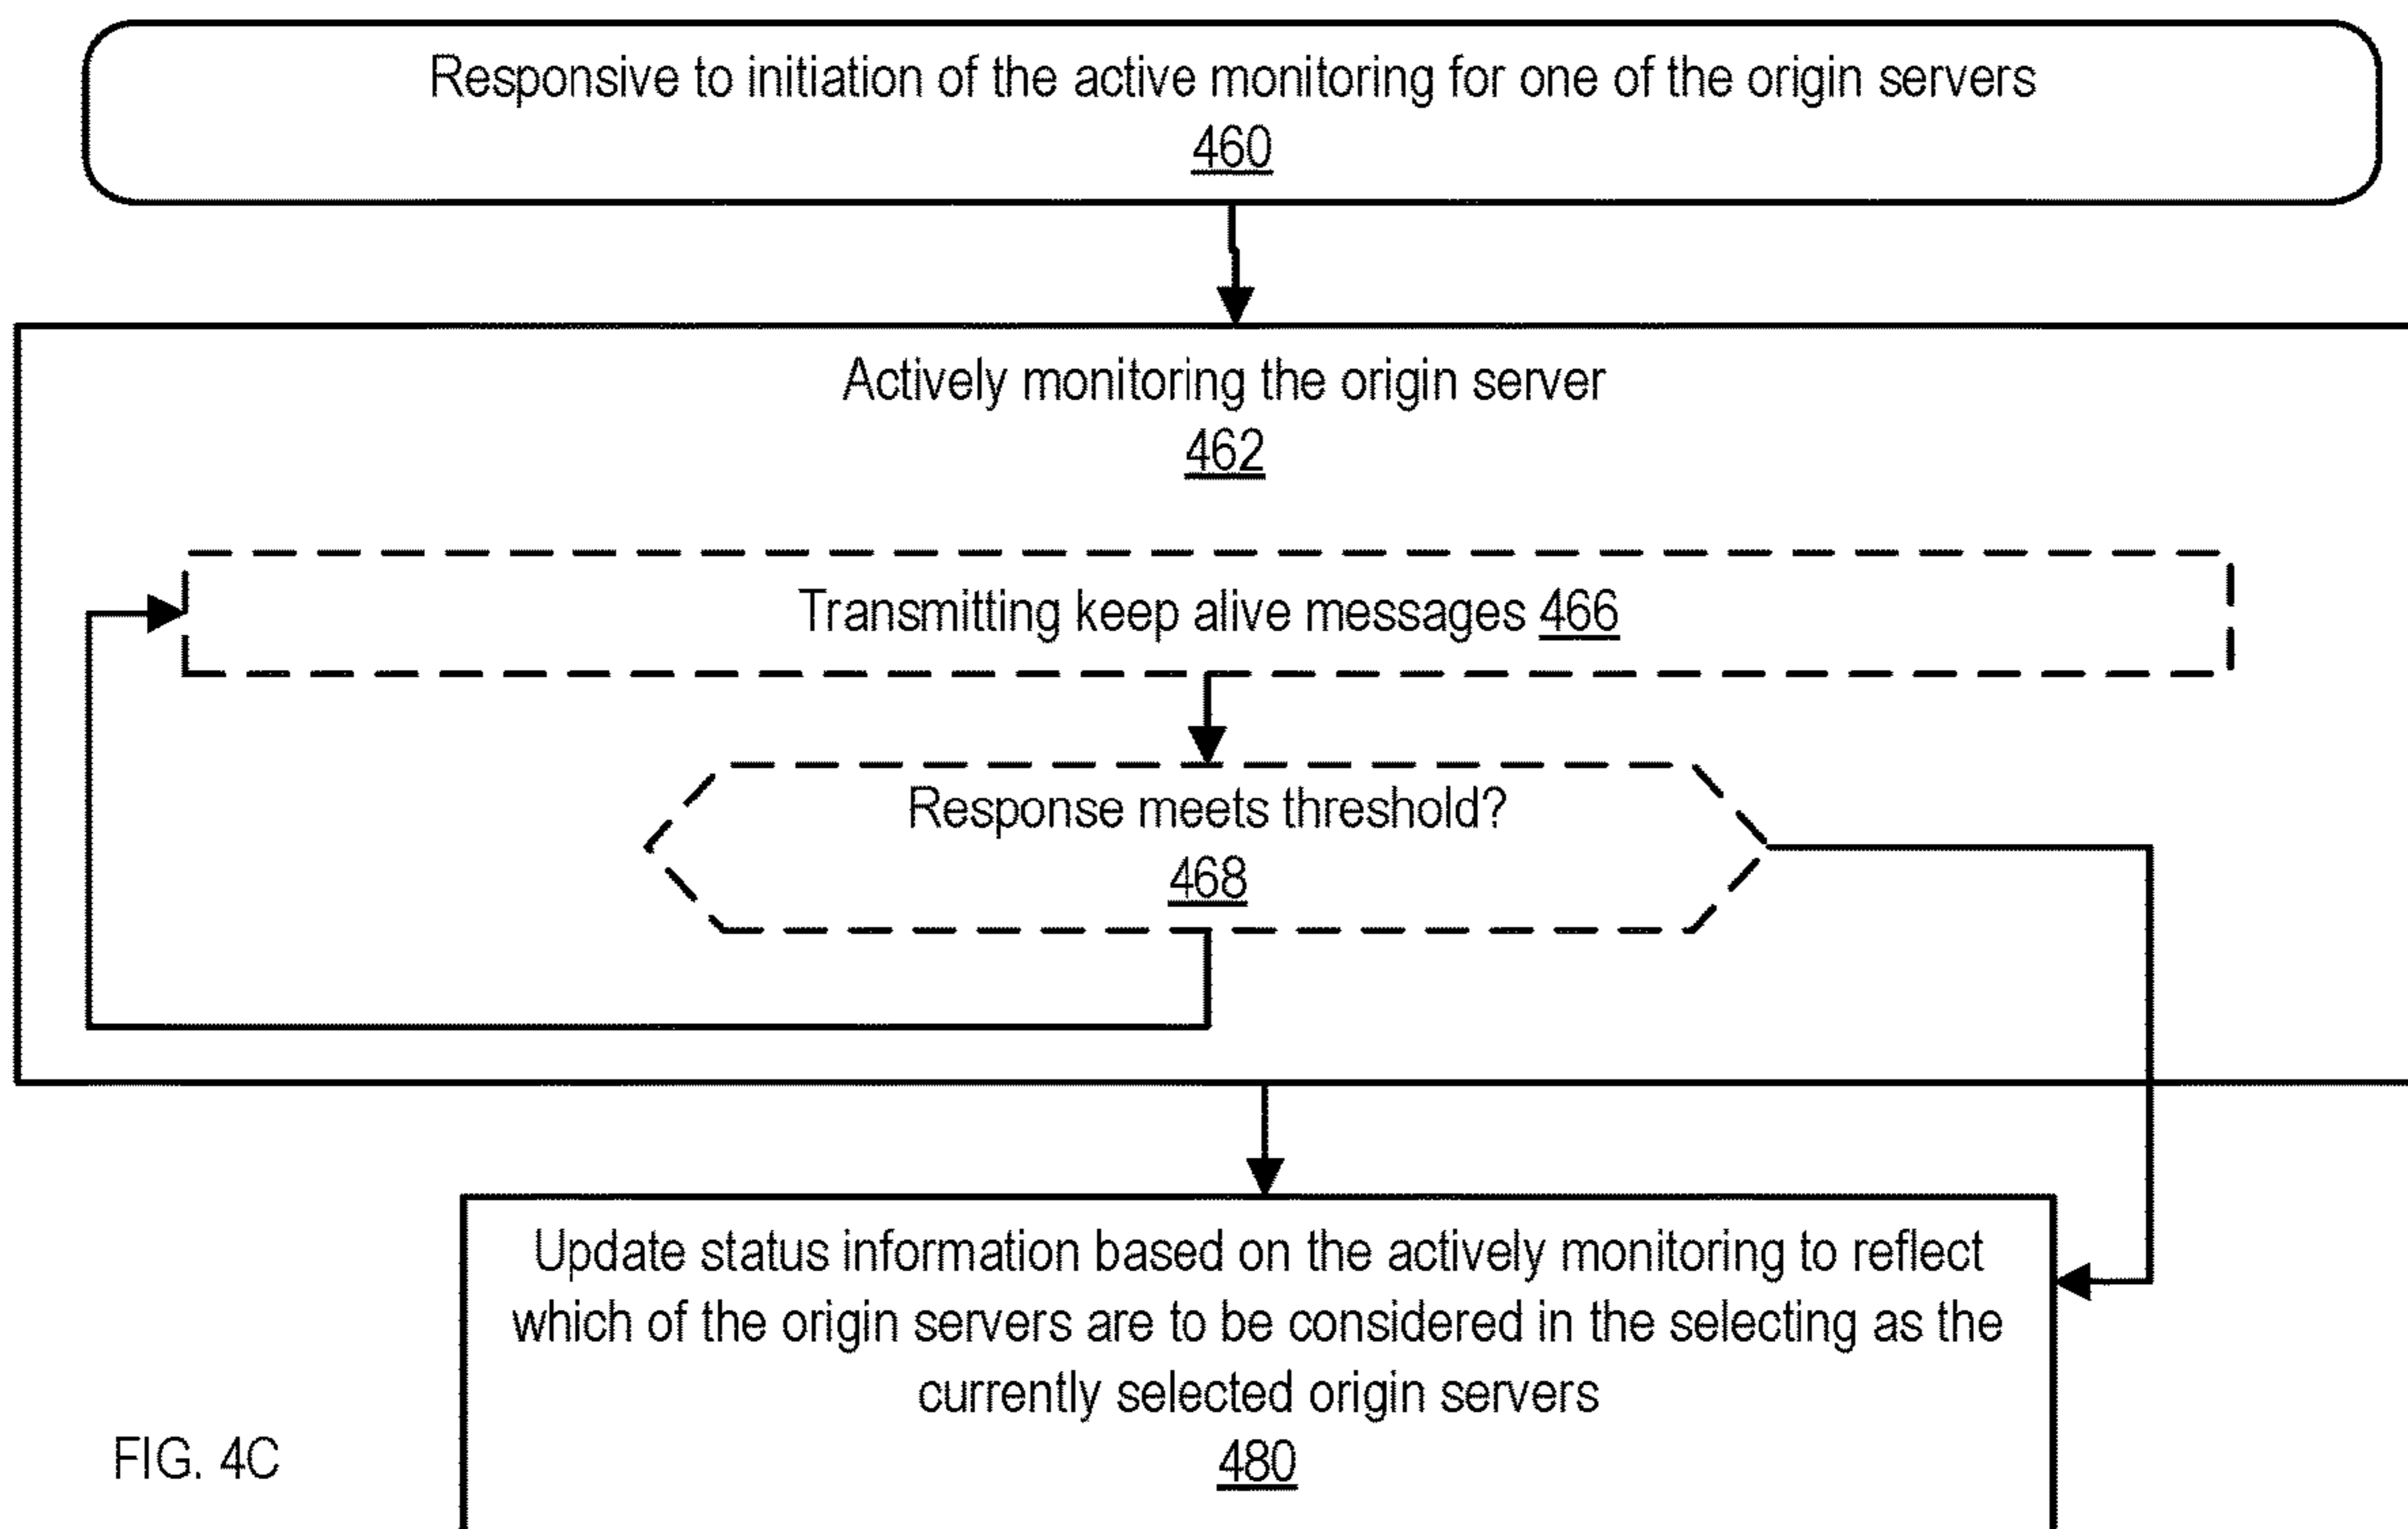 Responsive to initiation of the active monitoring for one of the origin servers
460
Actively monitoring the origin server
462
Transmitting keep alive messages 466
Response meets threshold?
468
Update status information based on the actively monitoring to reflect
which of the origin servers are to be considered in the selecting as the
currently selected origin servers
480
FIG. 4C